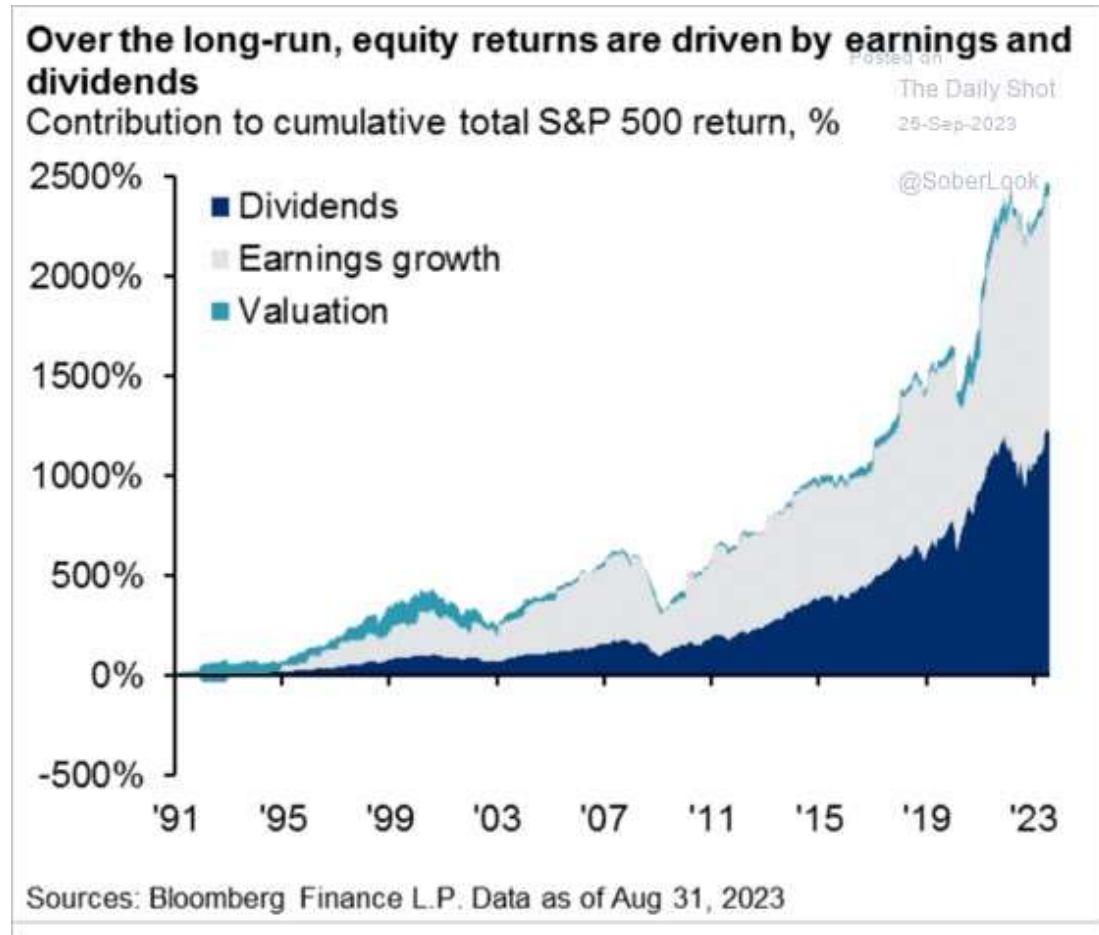 Over the long-run, equity returns are driven by earnings and
dividends
Posted on
The Daily Shot
25-Sep-2023
@SoberLook
Contribution to cumulative total S&P 500 return, %
2500%
2000%
1500%
1000%
500%
0%
-500%
Dividends
Earnings growth
Valuation
'91 '95 '99 '03 '07 '11 '15 '19 '23
Sources: Bloomberg Finance L.P. Data as of Aug 31, 2023